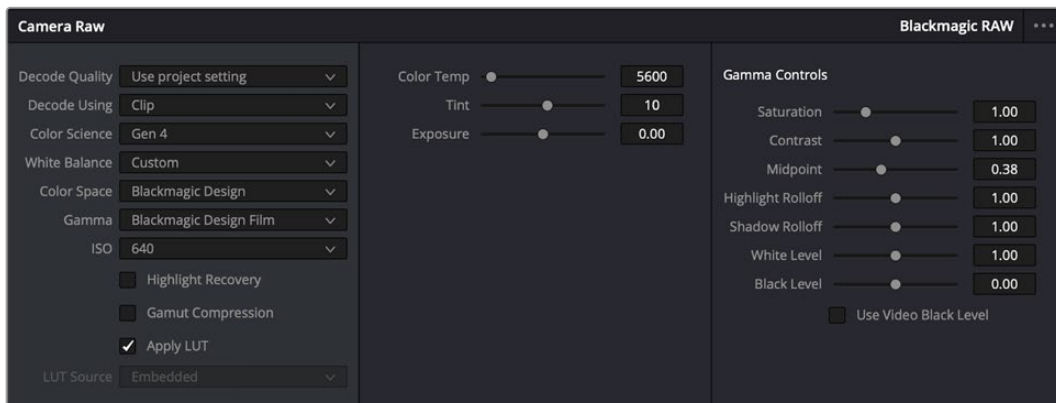 Camera Raw
Blackmagic RAW
Decode Quality Use project setting
Decode Using Clip
Color Science Gen 4
White Balance Custom
Color Space Blackmagic Design
Gamma Blackmagic Design Film
ISO 640
Highlight Recovery
Gamut Compression
Apply LUT
LUT Source Embedded
Color Temp 5600
Tint 10
Exposure 0.00
Gamma Controls
Saturation 1.00
Contrast 1.00
Midpoint 0.38
Highlight Rolloff 1.00
Shadow Rolloff 1.00
White Level 1.00
Black Level 0.00
Use Video Black Level